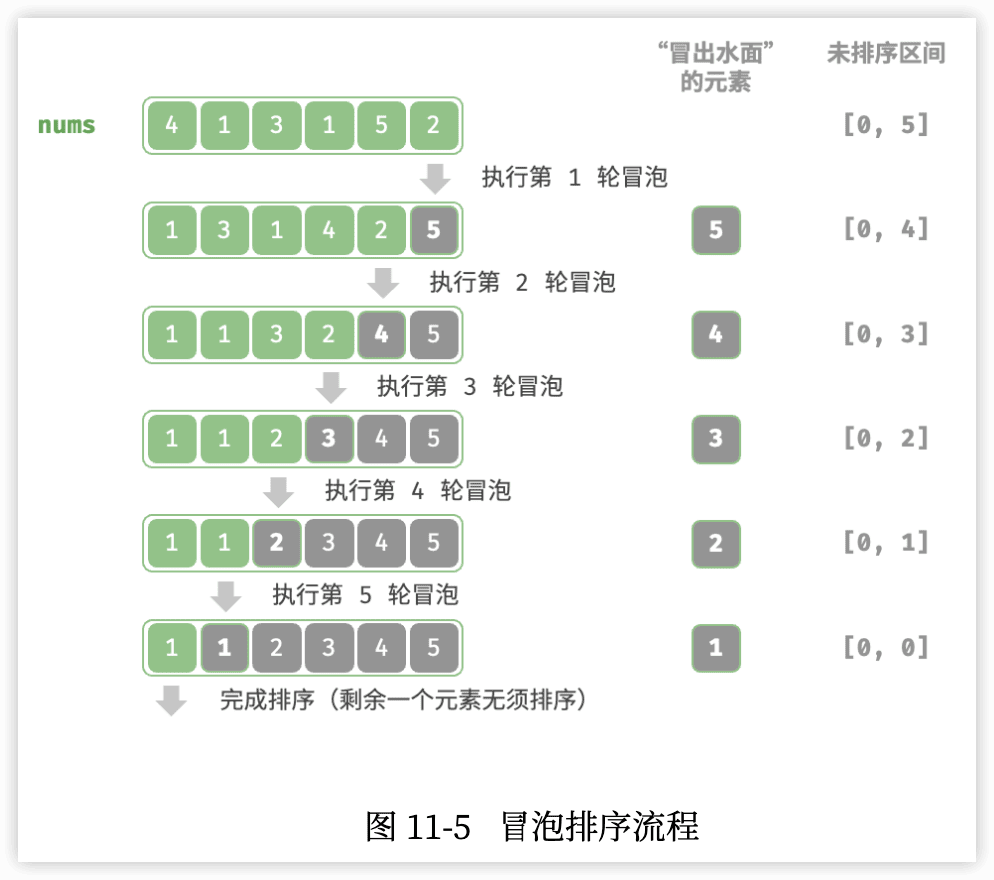 “冒出水面” 未排序区间
的元素
nums 4 1 3 1 5 2 [0, 5]
执行第 1 轮冒泡
1 3 1 4 2 5 5 [0, 4]
执行第 2 轮冒泡
1 1 3 2 4 5 4 [0, 3]
执行第 3 轮冒泡
1 1 2 3 4 5 3 [0, 2]
执行第 4 轮冒泡
1 1 2 3 4 5 2 [0, 1]
执行第 5 轮冒泡
1 1 2 3 4 5 1 [0, 0]
完成排序（剩余一个元素无须排序）
图 11-5 冒泡排序流程